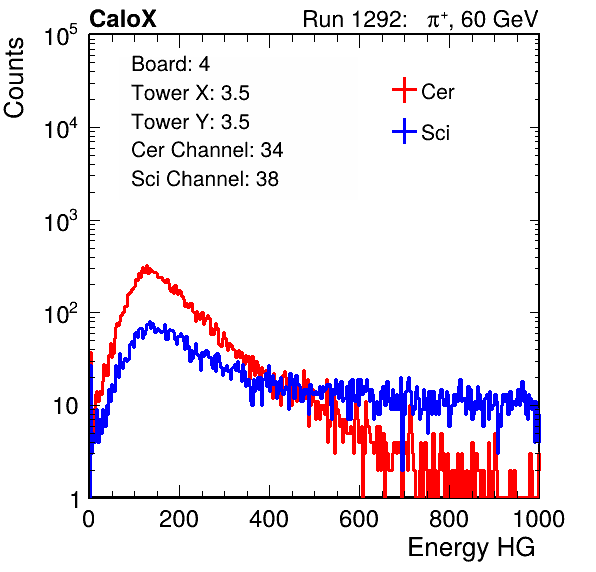 CaloX Run 1292: π⁺, 60 GeV
Counts
10⁵
10⁴
10³
10²
10
1
Board: 4
Tower X: 3.5
Tower Y: 3.5
Cer Channel: 34
Sci Channel: 38
Cer
Sci
0 200 400 600 800 1000
Energy HG